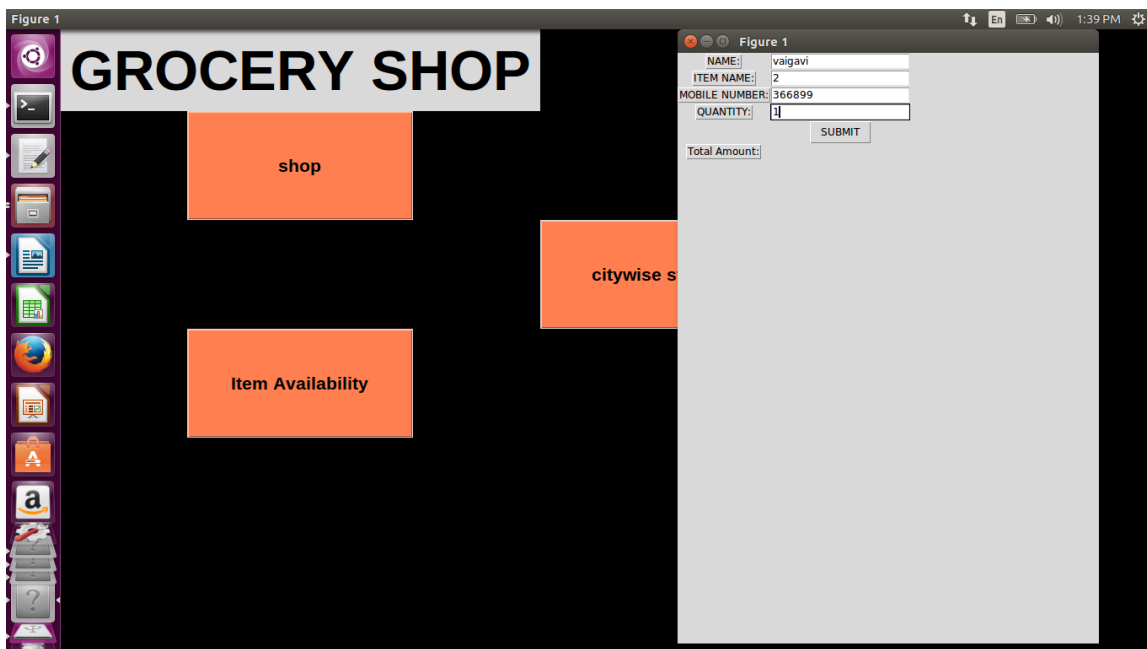 Figure 1
En
1:39 PM
GROCERY SHOP
shop
citywise s
Item Availability
Figure 1
NAME: vaigavi
ITEM NAME: 2
MOBILE NUMBER: 366899
QUANTITY: 1
SUBMIT
Total Amount:
a